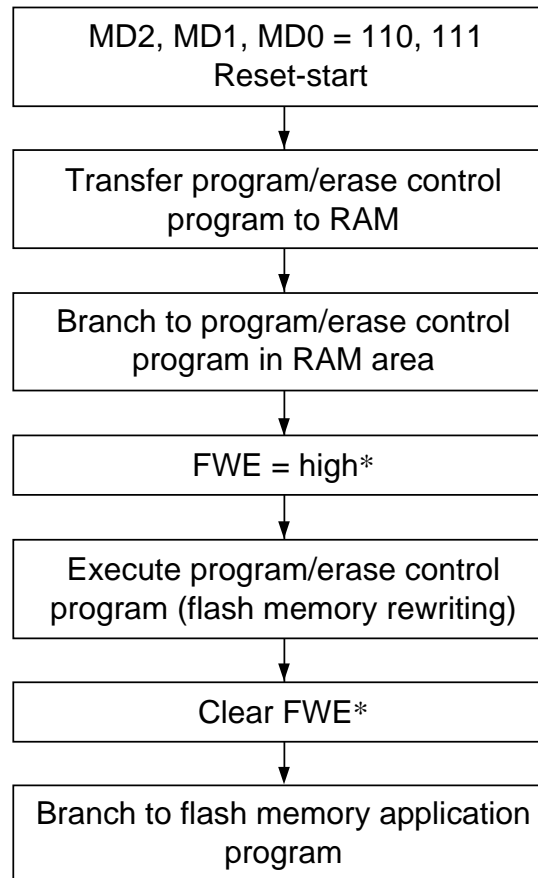 MD2, MD1, MD0 = 110, 111
Reset-start
Transfer program/erase control
program to RAM
Branch to program/erase control
program in RAM area
FWE = high*
Execute program/erase control
program (flash memory rewriting)
Clear FWE*
Branch to flash memory application
program